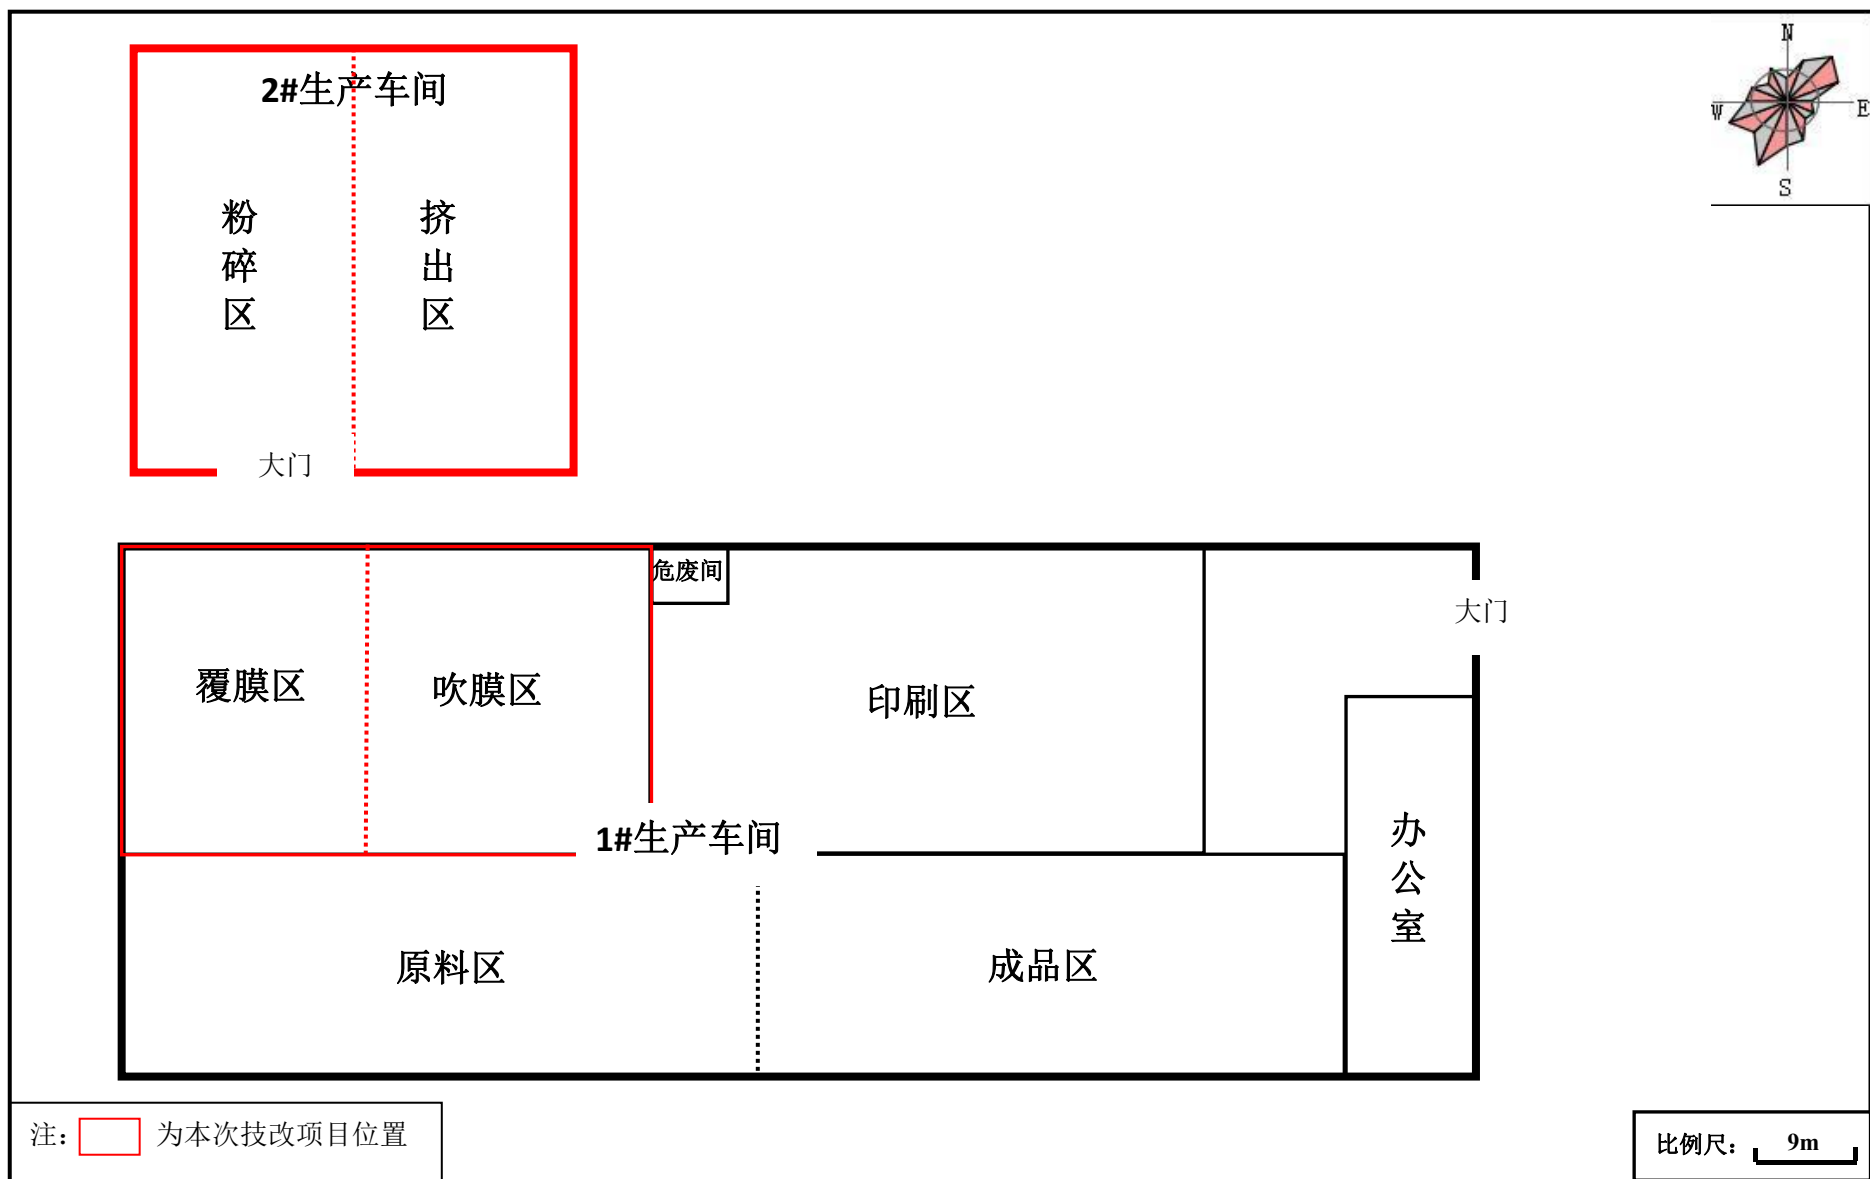 N
W
E
S
2#生产车间
粉碎区
挤出区
大门
危废间
大门
覆膜区
吹膜区
印刷区
1#生产车间
办公室
原料区
成品区
注：
为本次技改项目位置
比例尺：
9m